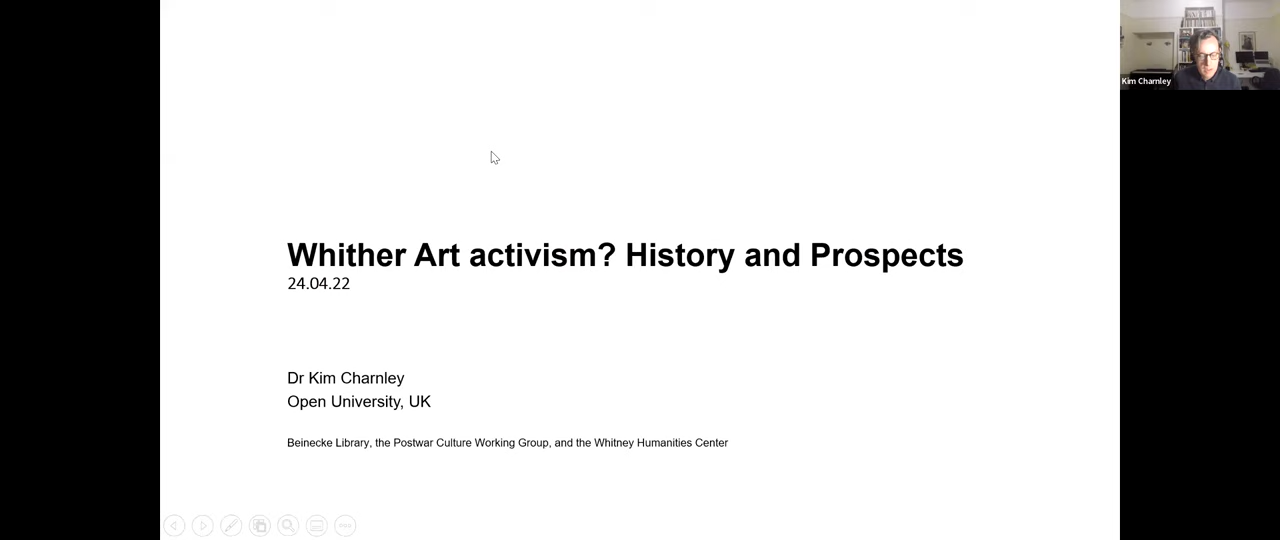 Whither Art activism? History and Prospects
24.04.22
Dr Kim Charnley
Open University, UK
Beinecke Library, the Postwar Culture Working Group, and the Whitney Humanities Center
Kim Charnley